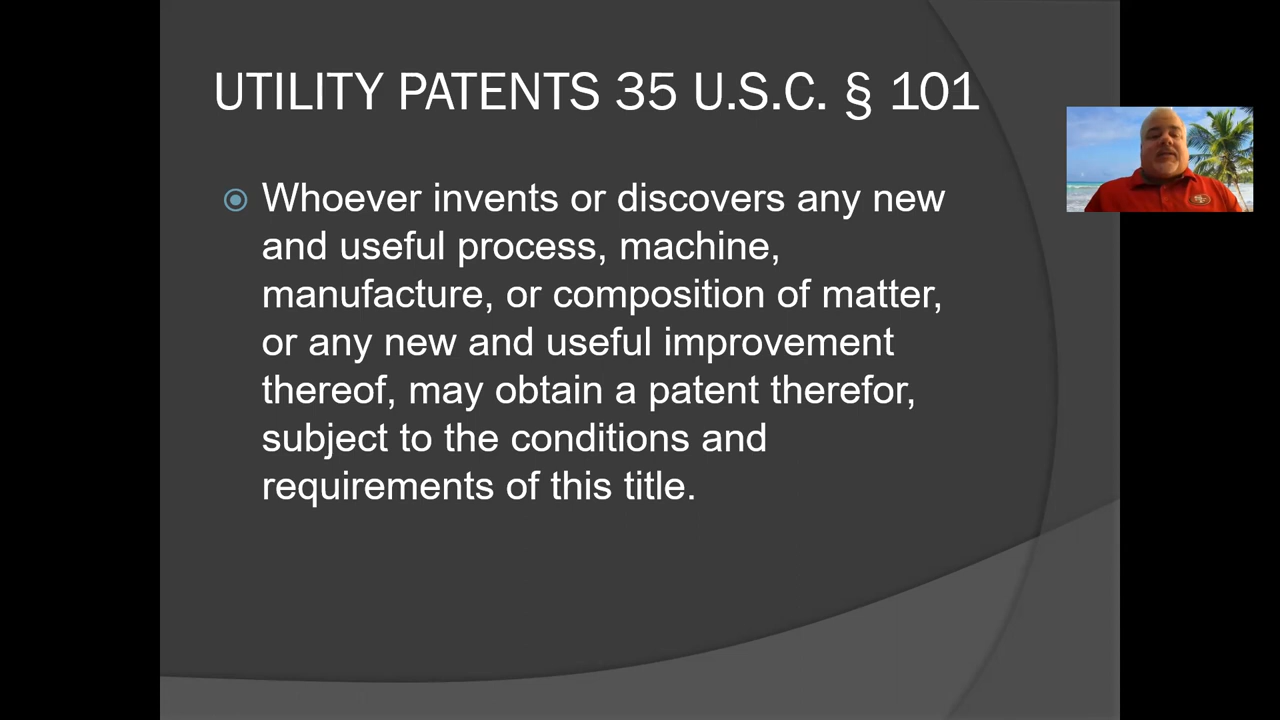 UTILITY PATENTS 35 U.S.C. § 101
Whoever invents or discovers any new
and useful process, machine,
manufacture, or composition of matter,
or any new and useful improvement
thereof, may obtain a patent therefor,
subject to the conditions and
requirements of this title.